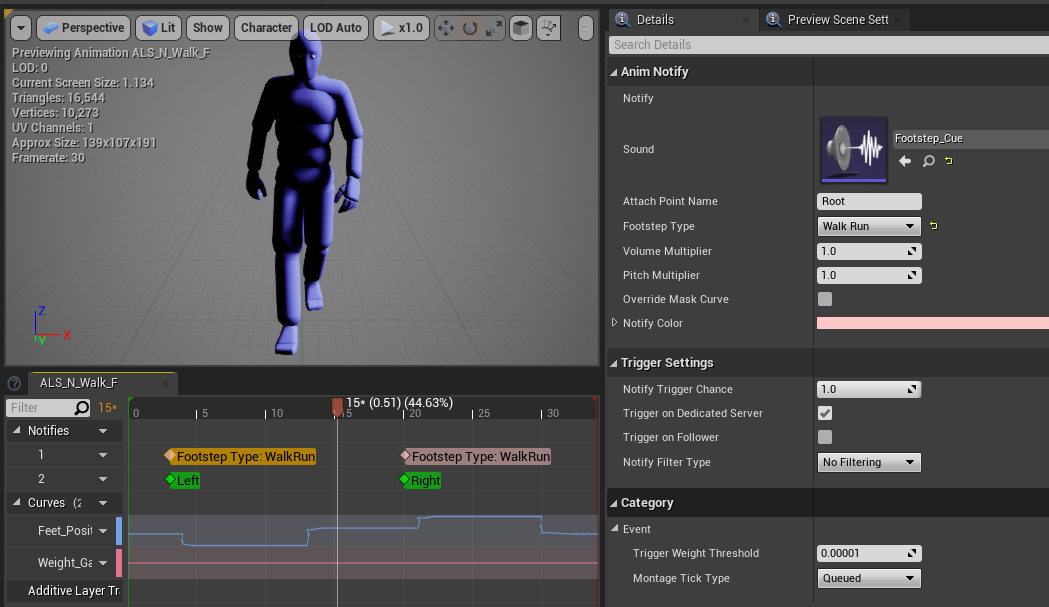 Perspective
Lit
Show
Character
LOD Auto
x1.0
Previewing Animation ALS_N_Walk_F
LOD: 0
Current Screen Size: 1.134
Triangles: 16,544
Vertices: 10,273
UV Channels: 1
Approx Size: 139x107x191
Framerate: 30
Z
X
Y
ALS_N_Walk_F
Filter
15*
0
5
10
15
20
25
30
15* (0.51) (44.63%)
Notifies
1
Footstep Type: WalkRun
Footstep Type: WalkRun
2
Left
Right
Curves (2
Feet_Posit
Weight_Ga
Additive Layer Tr
Details
Preview Scene Sett
Search Details
Anim Notify
Notify
Sound
Footstep_Cue
Attach Point Name
Root
Footstep Type
Walk Run
Volume Multiplier
1.0
Pitch Multiplier
1.0
Override Mask Curve
Notify Color
Trigger Settings
Notify Trigger Chance
1.0
Trigger on Dedicated Server
Trigger on Follower
Notify Filter Type
No Filtering
Category
Event
Trigger Weight Threshold
0.00001
Montage Tick Type
Queued